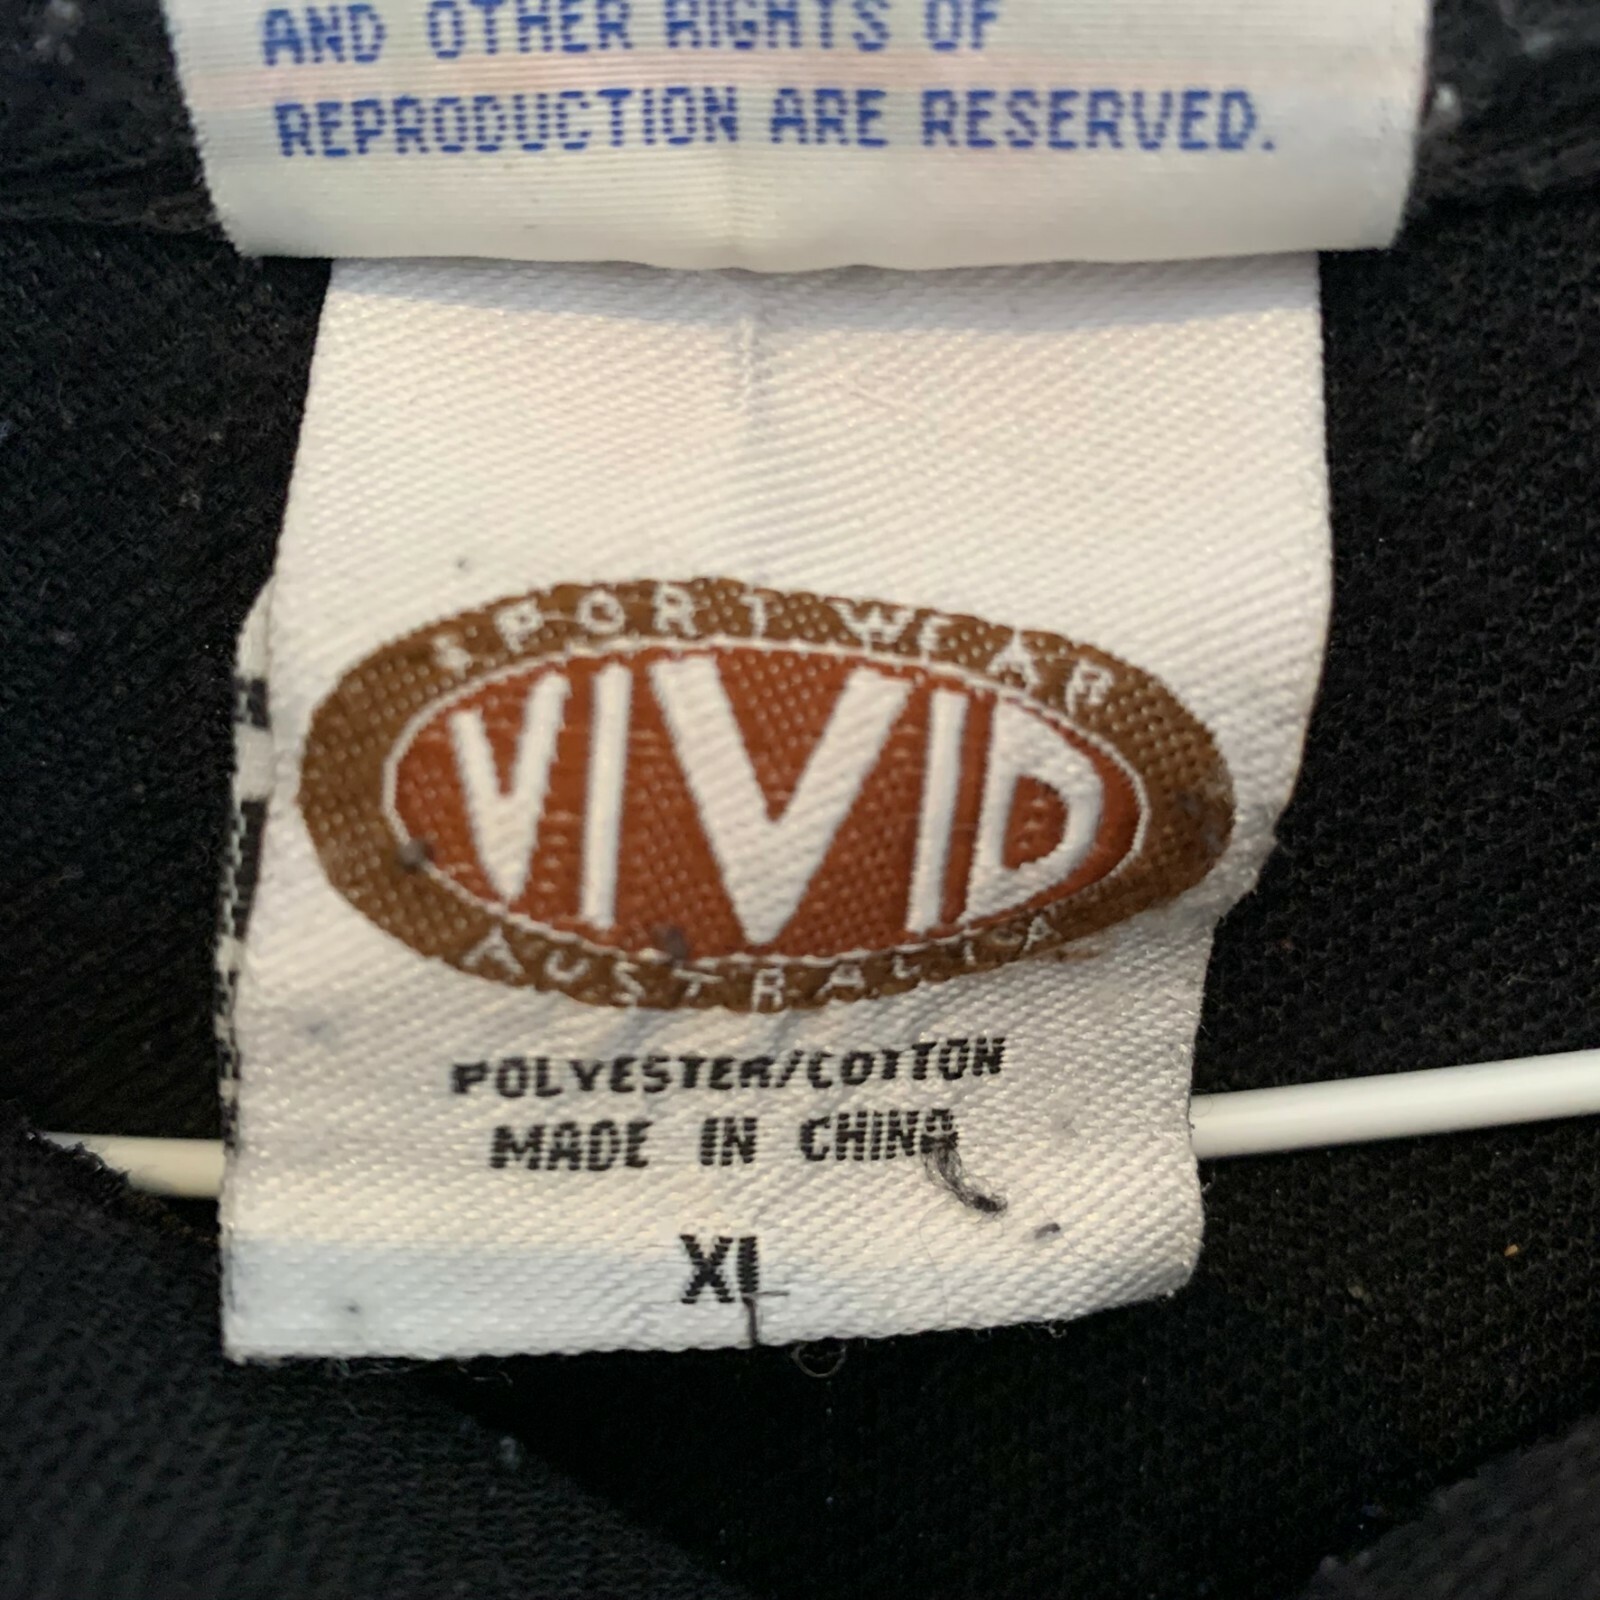 AND OTHER RIGHTS OF
REPRODUCTION ARE RESERVED.
SPORTWEAR
VIVID
AUSTRALIA
POLYESTER/COTTON
MADE IN CHINA
XL